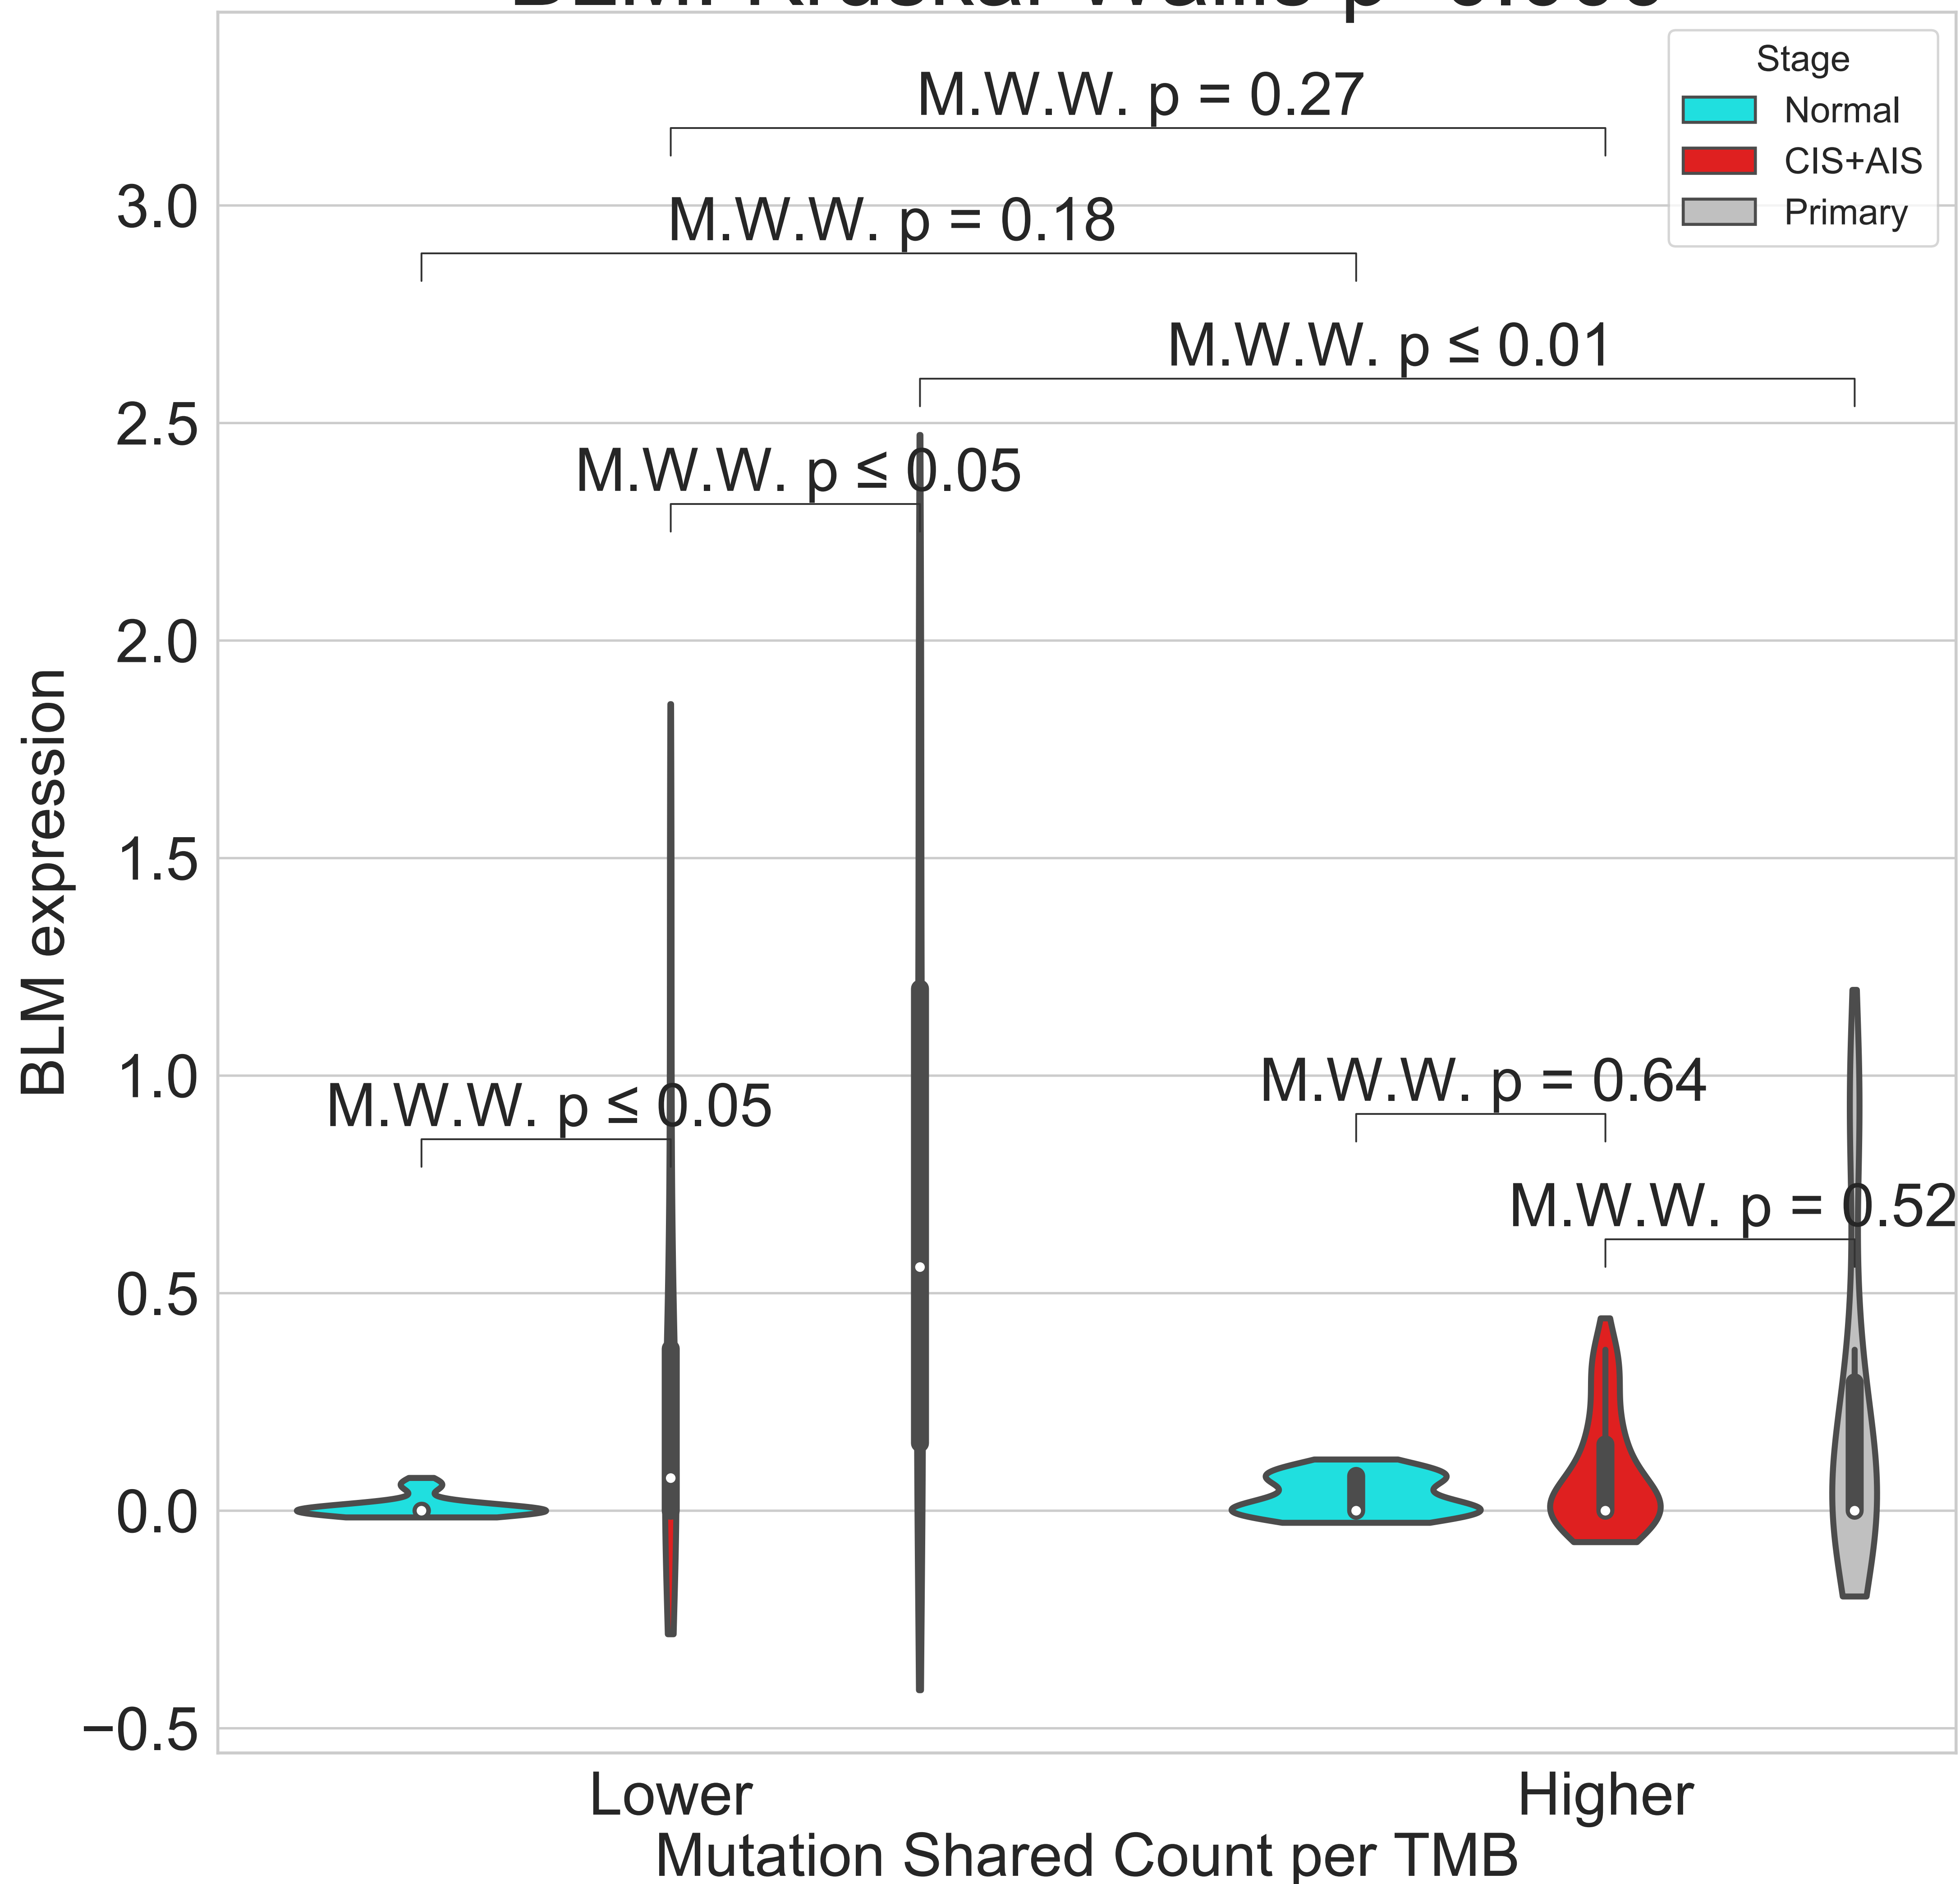 Stage
Normal
CIS+AIS
Primary
M.W.W. p = 0.27
M.W.W. p = 0.18
M.W.W. p ≤ 0.01
M.W.W. p ≤ 0.05
M.W.W. p ≤ 0.05
M.W.W. p = 0.64
M.W.W. p = 0.52
BLM expression
3.0
2.5
2.0
1.5
1.0
0.5
0.0
−0.5
Lower
Higher
Mutation Shared Count per TMB